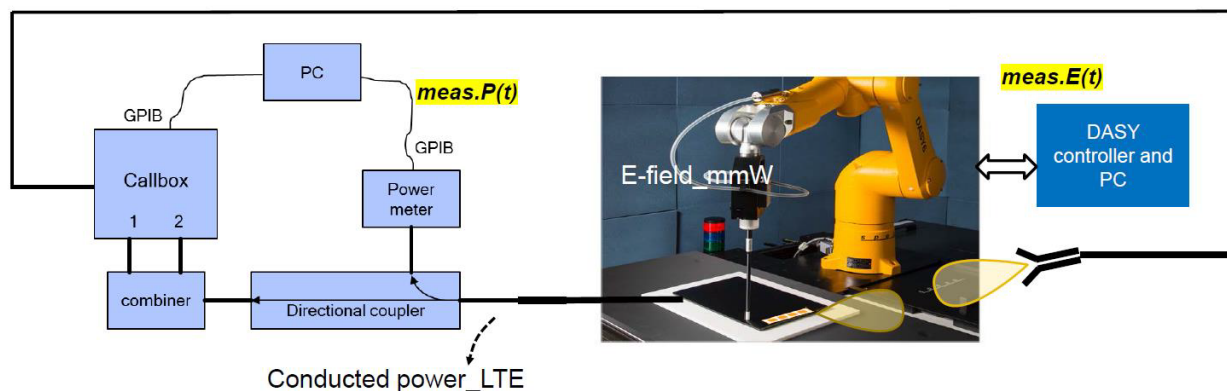 PC
meas.P(t)
GPIB
GPIB
Callbox
1 2
Power
meter
combiner
Directional coupler
Conducted power_LTE
E-field_mmW
meas.E(t)
DASY
controller and
PC